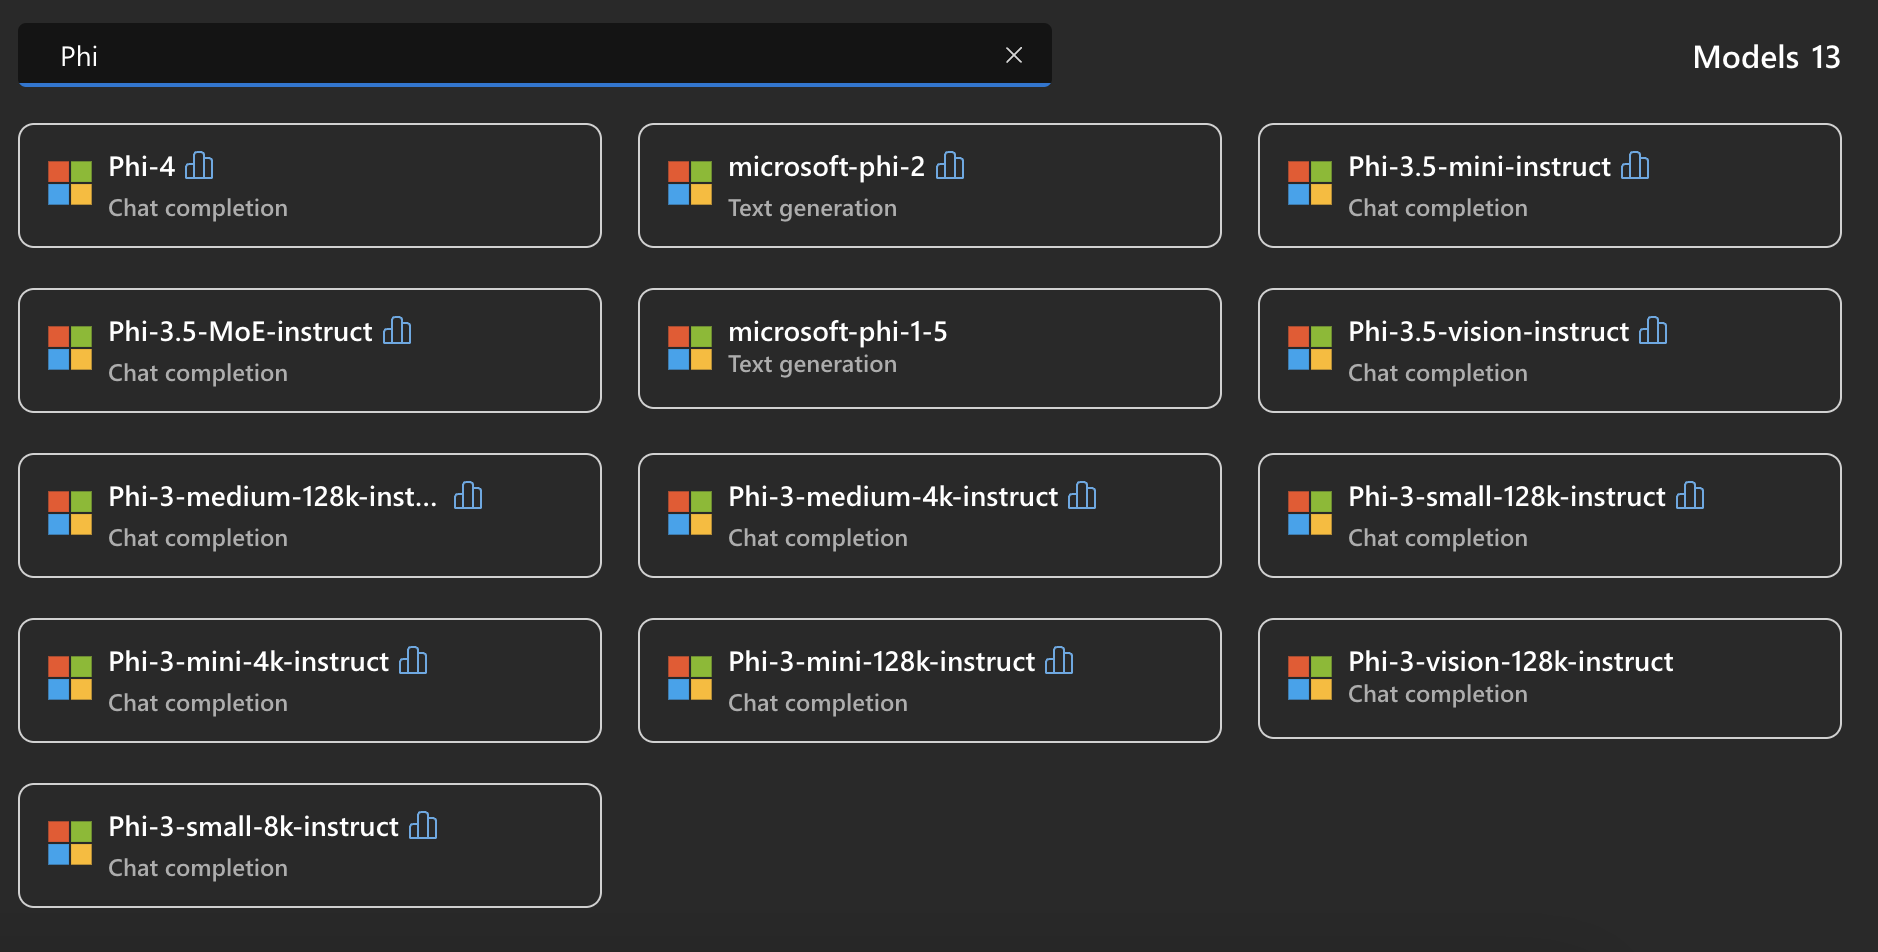 Phi
Models 13
Phi-4
Chat completion
microsoft-phi-2
Text generation
Phi-3.5-mini-instruct
Chat completion
Phi-3.5-MoE-instruct
Chat completion
microsoft-phi-1-5
Text generation
Phi-3.5-vision-instruct
Chat completion
Phi-3-medium-128k-inst...
Chat completion
Phi-3-medium-4k-instruct
Chat completion
Phi-3-small-128k-instruct
Chat completion
Phi-3-mini-4k-instruct
Chat completion
Phi-3-mini-128k-instruct
Chat completion
Phi-3-vision-128k-instruct
Chat completion
Phi-3-small-8k-instruct
Chat completion